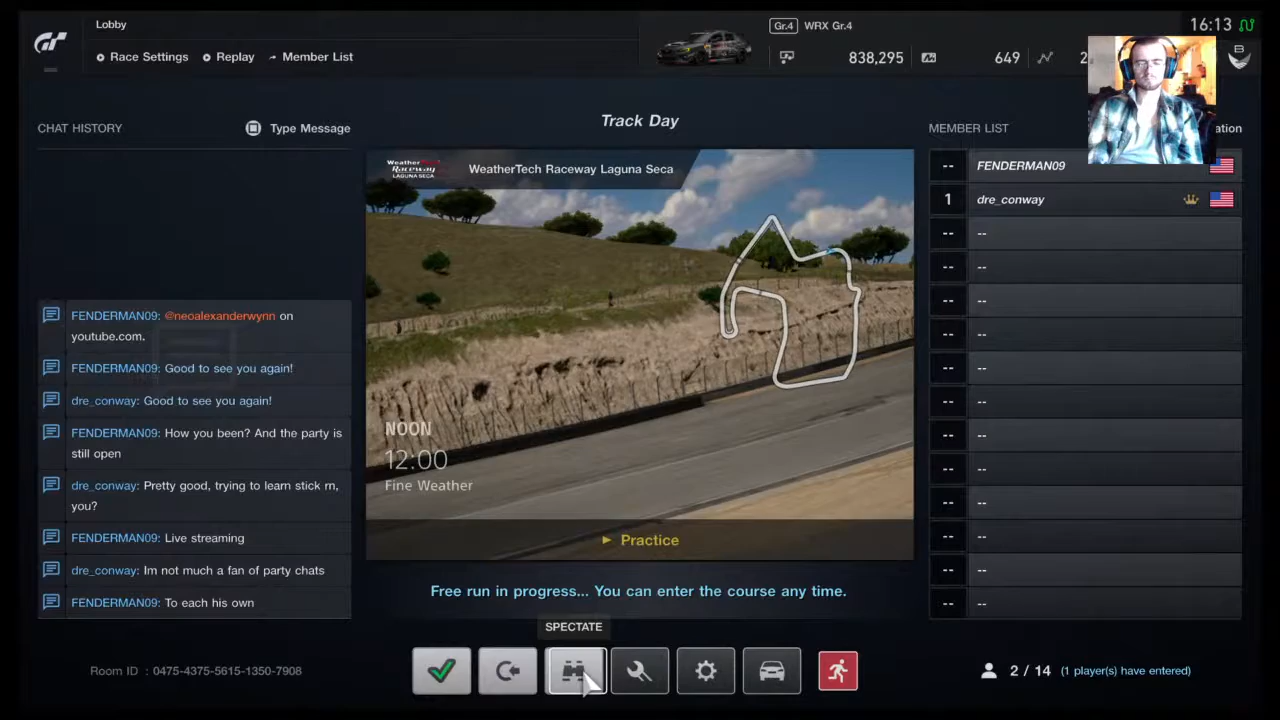 Lobby
Gr.4 WRX Gr.4
16:13
Race Settings Replay Member List
838,295 649 2
B
CHAT HISTORY Type Message
Track Day
MEMBER LIST ation
WeatherTech Raceway LAGUNA SECA
WeatherTech Raceway Laguna Seca
-- FENDERMAN09
1 dre_conway
-- --
-- --
-- --
-- --
-- --
-- --
-- --
-- --
-- --
-- --
-- --
-- --
FENDERMAN09: @neoalexanderwynn on
youtube.com.
FENDERMAN09: Good to see you again!
dre_conway: Good to see you again!
FENDERMAN09: How you been? And the party is
still open
dre_conway: Pretty good, trying to learn stick rn,
you?
FENDERMAN09: Live streaming
dre_conway: Im not much a fan of party chats
FENDERMAN09: To each his own
NOON
12:00
Fine Weather
Practice
Free run in progress... You can enter the course any time.
SPECTATE
Room ID : 0475-4375-5615-1350-7908
2 / 14 (1 player(s) have entered)